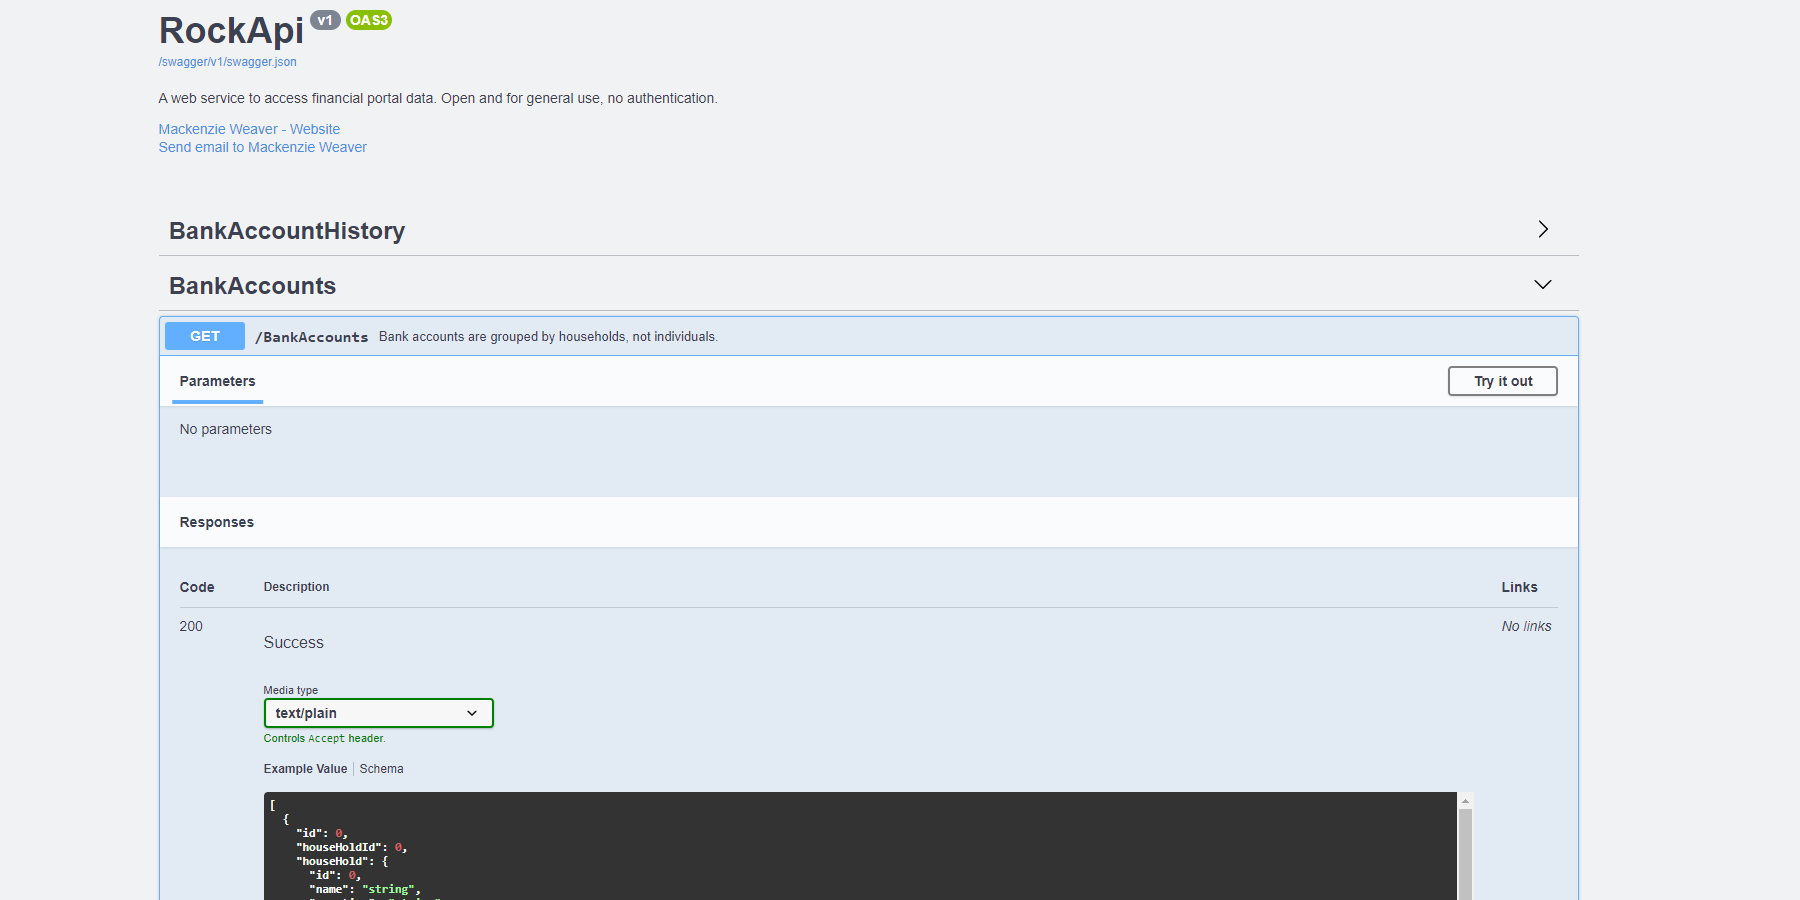 RockApi v1 OAS3
/swagger/v1/swagger.json
A web service to access financial portal data. Open and for general use, no authentication.
Mackenzie Weaver - Website
Send email to Mackenzie Weaver
BankAccountHistory
BankAccounts
GET /BankAccounts Bank accounts are grouped by households, not individuals.
Parameters Try it out
No parameters
Responses
Code Description Links
200 Success No links
Media type
text/plain
Controls Accept header.
Example Value Schema
[
{
"id": 0,
"houseHoldId": 0,
"houseHold": {
"id": 0,
"name": "string",